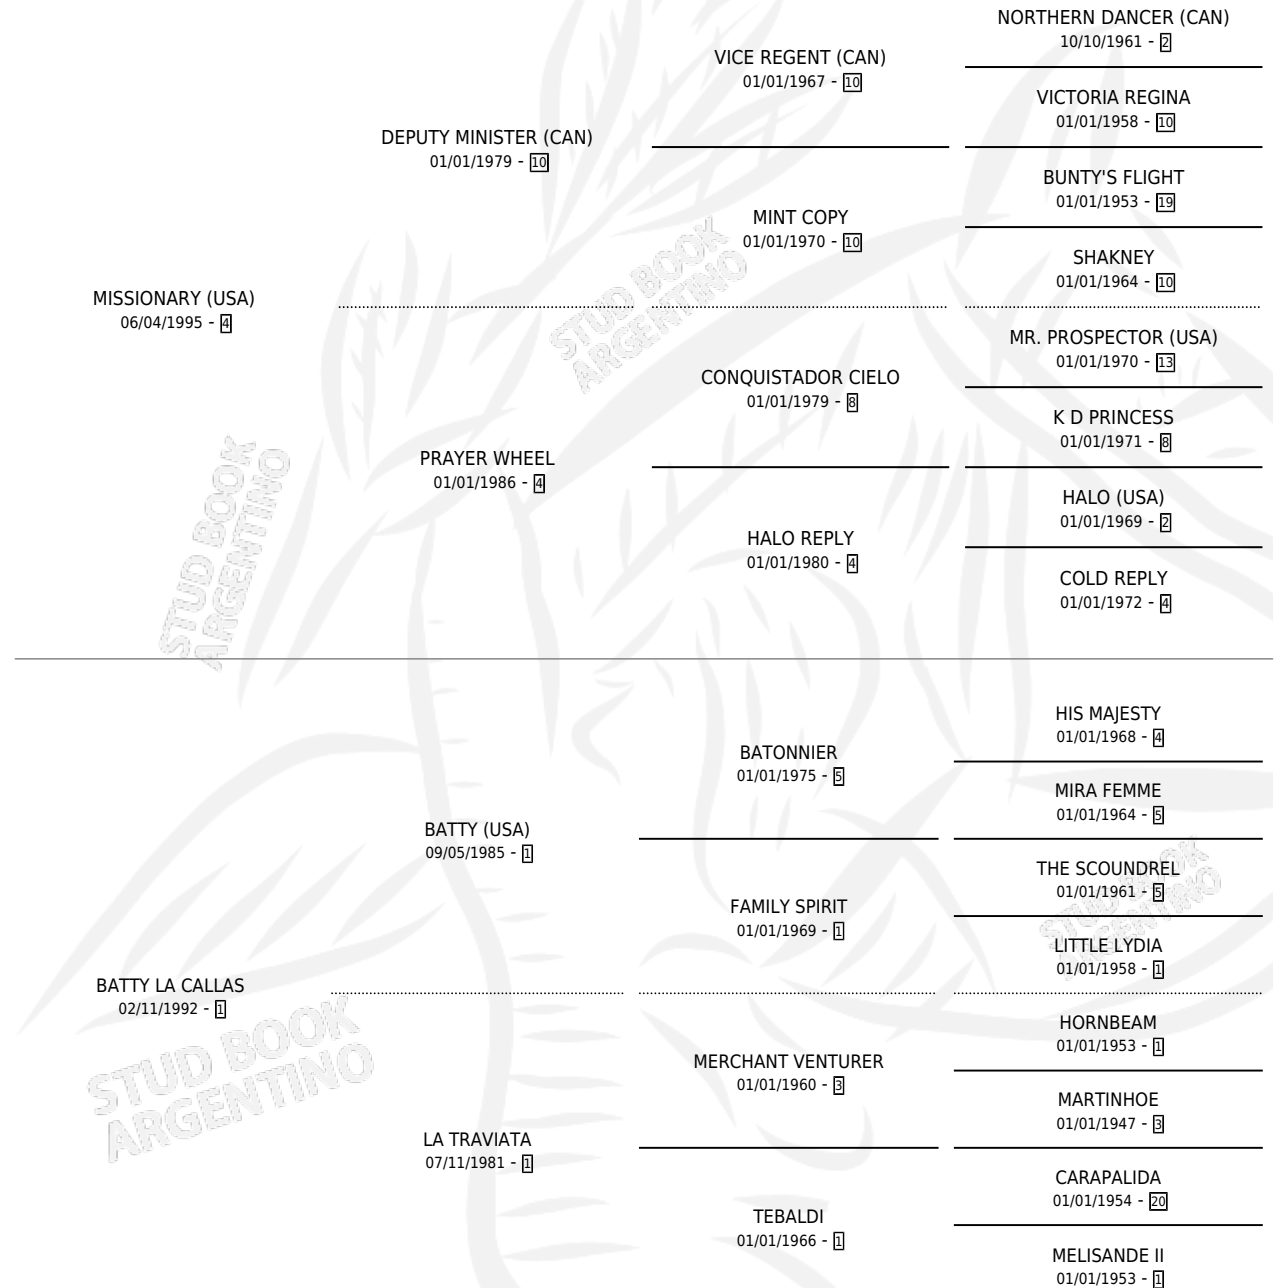 NORTHERN DANCER (CAN)
10/10/1961 - 2
VICE REGENT (CAN)
01/01/1967 - 10
VICTORIA REGINA
01/01/1958 - 10
DEPUTY MINISTER (CAN)
01/01/1979 - 10
BUNTY'S FLIGHT
01/01/1953 - 19
MINT COPY
01/01/1970 - 10
SHAKNEY
01/01/1964 - 10
MISSIONARY (USA)
06/04/1995 - 4
MR. PROSPECTOR (USA)
01/01/1970 - 13
CONQUISTADOR CIELO
01/01/1979 - 8
K D PRINCESS
01/01/1971 - 8
PRAYER WHEEL
01/01/1986 - 4
HALO (USA)
01/01/1969 - 2
HALO REPLY
01/01/1980 - 4
COLD REPLY
01/01/1972 - 4
HIS MAJESTY
01/01/1968 - 4
BATONNIER
01/01/1975 - 5
MIRA FEMME
01/01/1964 - 5
BATTY (USA)
09/05/1985 - 1
THE SCOUNDREL
01/01/1961 - 5
FAMILY SPIRIT
01/01/1969 - 1
LITTLE LYDIA
01/01/1958 - 1
BATTY LA CALLAS
02/11/1992 - 1
HORNBEAM
01/01/1953 - 1
MERCHANT VENTURER
01/01/1960 - 3
MARTINHOE
01/01/1947 - 3
LA TRAVIATA
07/11/1981 - 1
CARAPALIDA
01/01/1954 - 20
TEBALDI
01/01/1966 - 1
MELISANDE II
01/01/1953 - 1
STUD BOOK
ARGENTINO
STUD BOOK
ARGENTINO
STUD BOOK
ARGENTINO
STUD BOOK
ARGENTINO